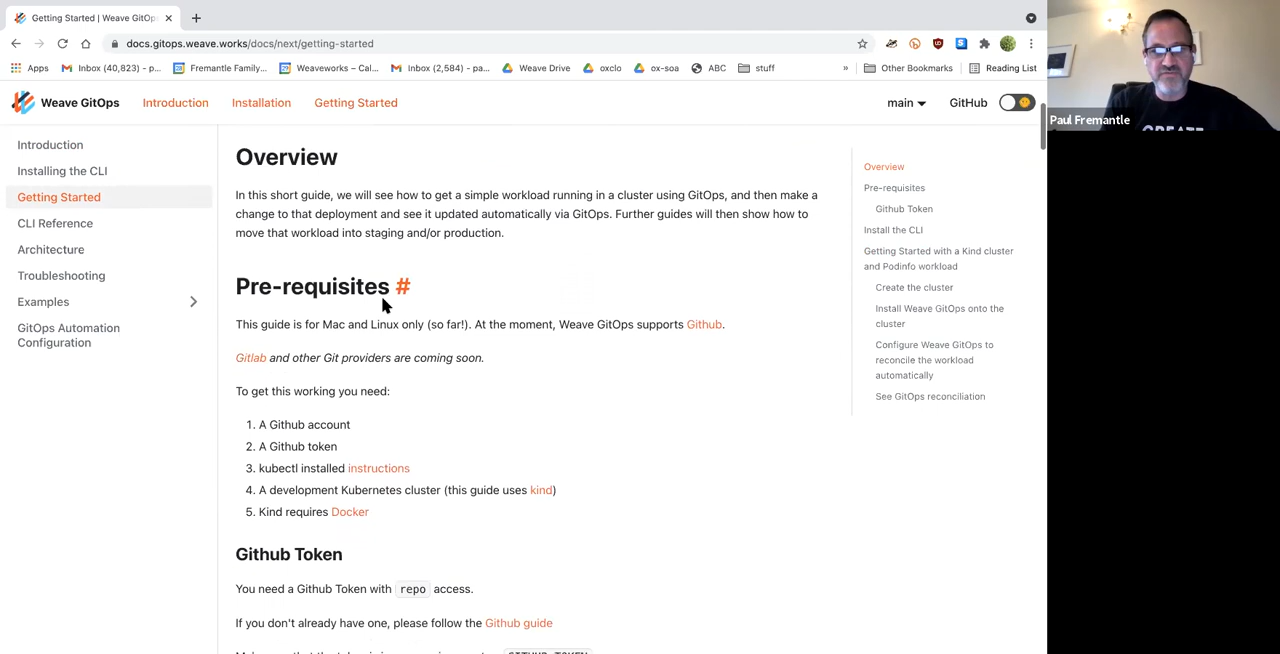 Getting Started | Weave GitOps
docs.gitops.weave.works/docs/next/getting-started
Apps Inbox (40,823) - p... Fremantle Family... Weaveworks – Cal... Inbox (2,584) - pa... Weave Drive oxclo ox-soa ABC stuff » Other Bookmarks Reading List
Weave GitOps Introduction Installation Getting Started main GitHub
Paul Fremantle
CREATE
Introduction
Installing the CLI
Getting Started
CLI Reference
Architecture
Troubleshooting
Examples
GitOps Automation
Configuration
Overview
In this short guide, we will see how to get a simple workload running in a cluster using GitOps, and then make a
change to that deployment and see it updated automatically via GitOps. Further guides will then show how to
move that workload into staging and/or production.
Pre-requisites #
This guide is for Mac and Linux only (so far!). At the moment, Weave GitOps supports Github.
Gitlab and other Git providers are coming soon.
To get this working you need:
1. A Github account
2. A Github token
3. kubectl installed instructions
4. A development Kubernetes cluster (this guide uses kind)
5. Kind requires Docker
Github Token
You need a Github Token with repo access.
If you don't already have one, please follow the Github guide
GITHUB_TOKEN
Overview
Pre-requisites
Github Token
Install the CLI
Getting Started with a Kind cluster
and Podinfo workload
Create the cluster
Install Weave GitOps onto the
cluster
Configure Weave GitOps to
reconcile the workload
automatically
See GitOps reconciliation